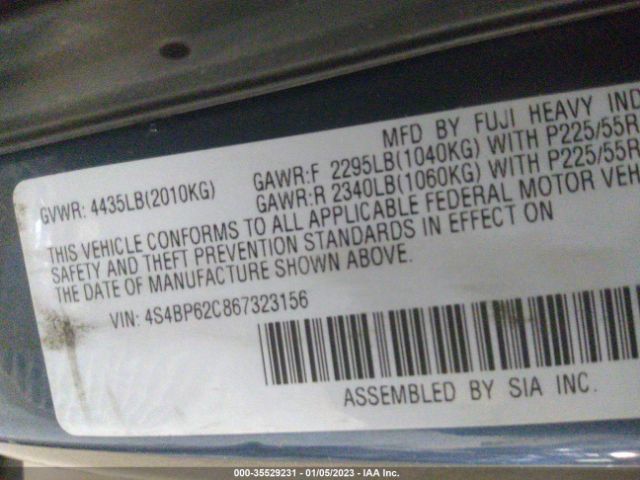 MFD BY FUJI HEAVY IND
GVWR: 4435LB(2010KG)
GAWR:F 2295LB(1040KG) WITH P225/55R
GAWR:R 2340LB(1060KG) WITH P225/55R
THIS VEHICLE CONFORMS TO ALL APPLICABLE FEDERAL MOTOR VEH
SAFETY AND THEFT PREVENTION STANDARDS IN EFFECT ON
THE DATE OF MANUFACTURE SHOWN ABOVE.
VIN: 4S4BP62C867323156
ASSEMBLED BY SIA INC.
000-35529231 - 01/05/2023 - IAA Inc.